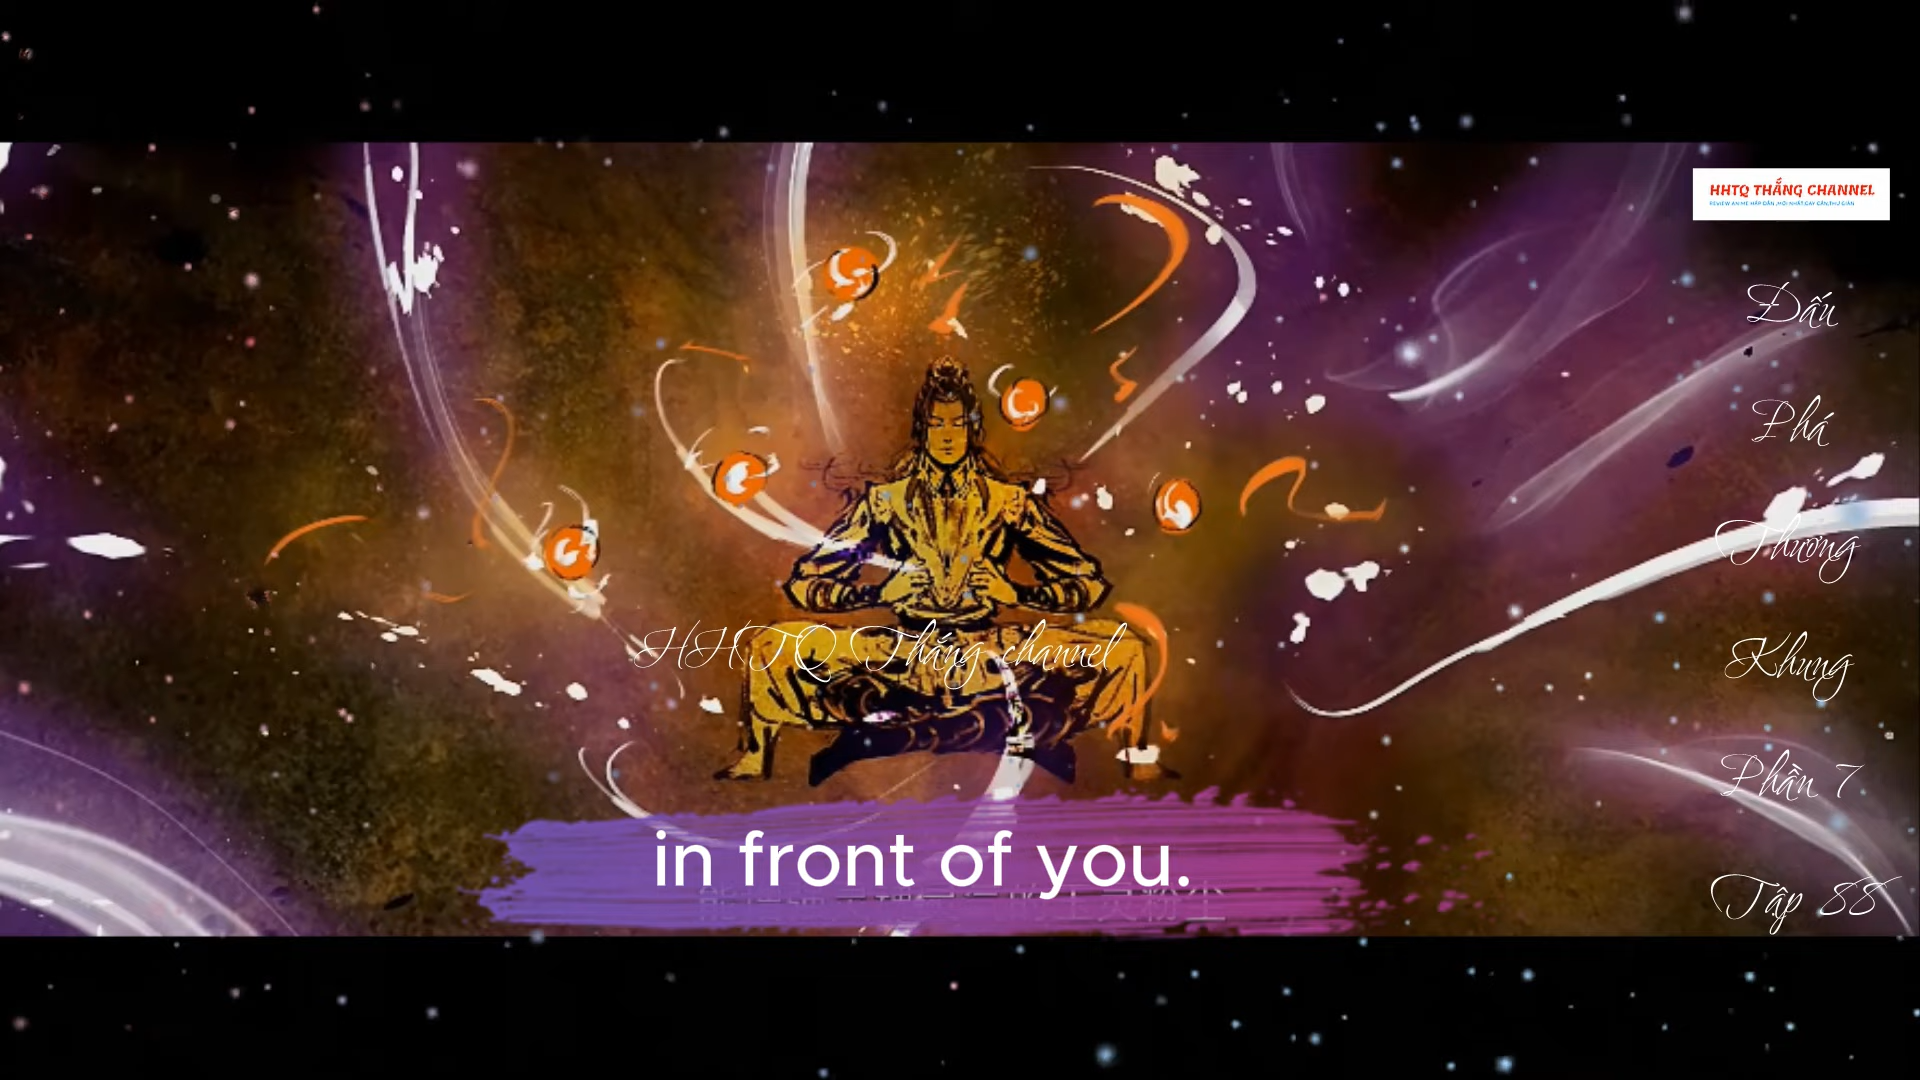 HHTQ THẮNG CHANNEL
Đấu
Phá
Thương
Khung
Phần 7
Tập 88
HHTQ Thắng channel
in front of you.